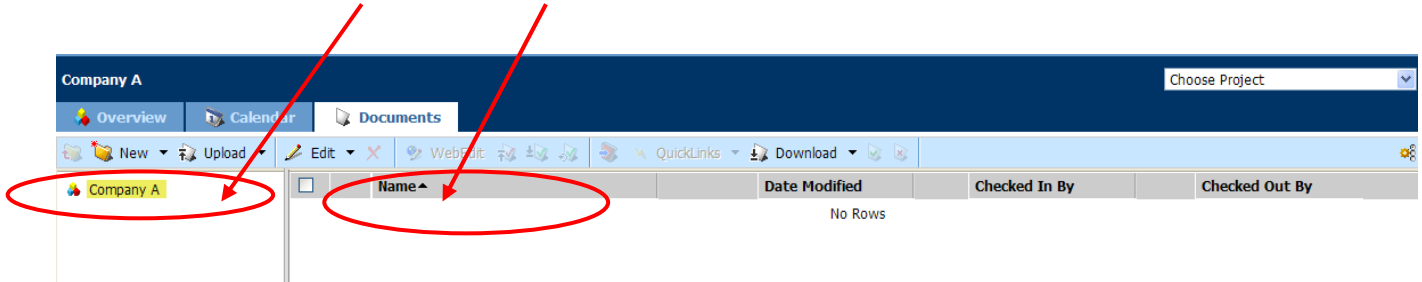 Company A
Choose Project
Overview Calendar Documents
New Upload Edit WebEdit QuickLinks Download
Company A
Name Date Modified Checked In By Checked Out By
No Rows